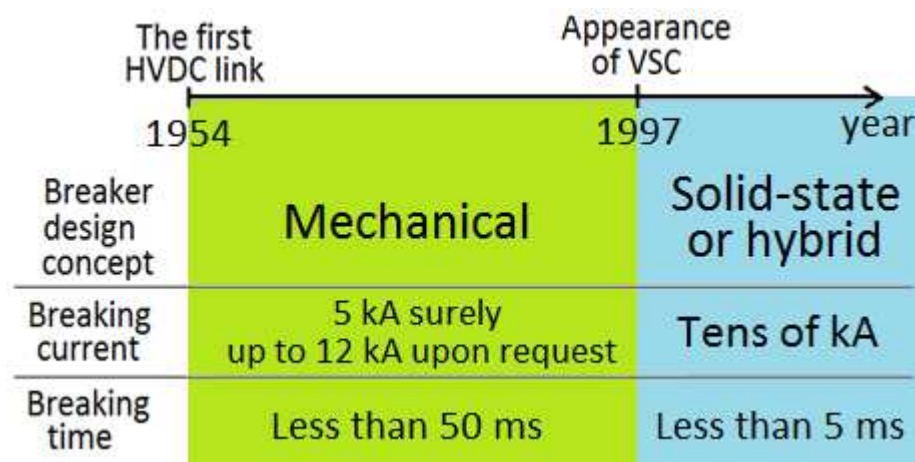 The first
HVDC link
Appearance
of VSC
1954
1997
year
Breaker
design
concept
Mechanical
Solid-state
or hybrid
Breaking
current
5 kA surely
up to 12 kA upon request
Tens of kA
Breaking
time
Less than 50 ms
Less than 5 ms